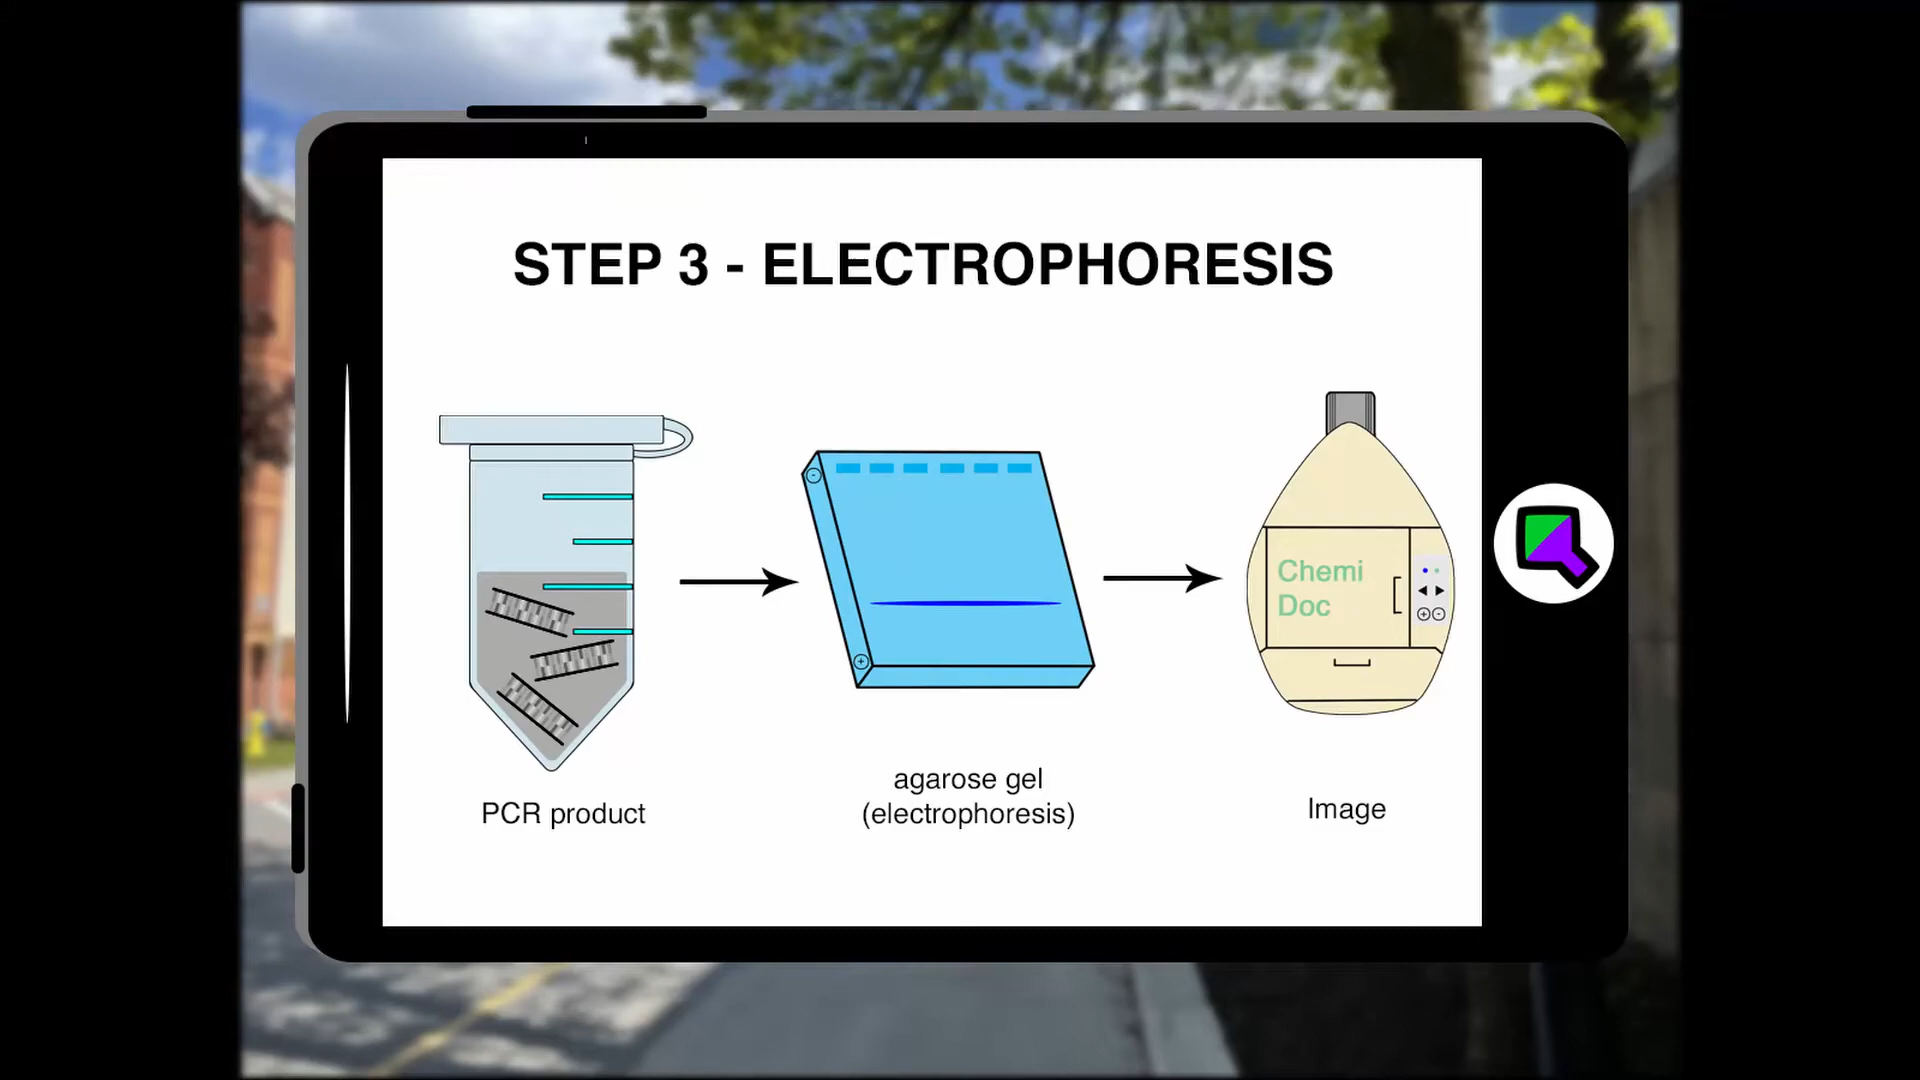 STEP 3 - ELECTROPHORESIS
Chemi
Doc
PCR product
agarose gel
(electrophoresis)
Image